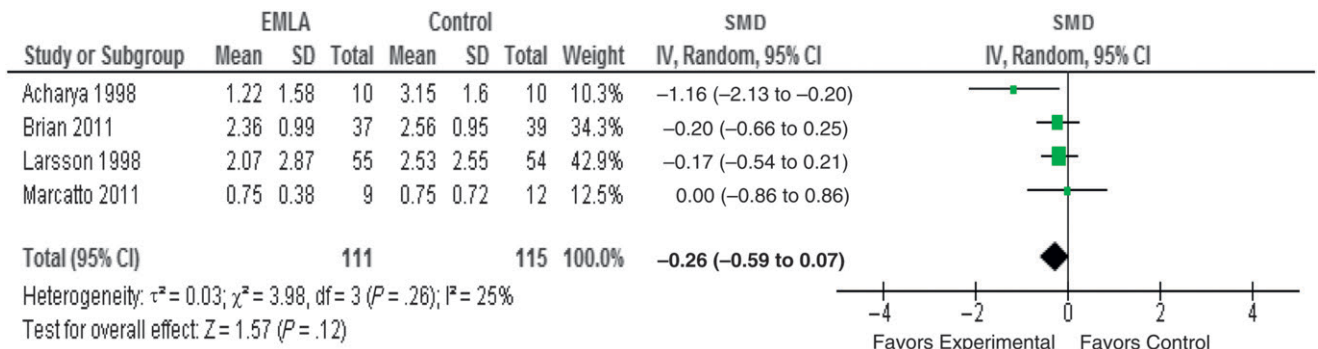 EMLA Control SMD SMD
Study or Subgroup Mean SD Total Mean SD Total Weight IV, Random, 95% CI IV, Random, 95% CI
Acharya 1998 1.22 1.58 10 3.15 1.6 10 10.3% −1.16 (−2.13 to −0.20)
Brian 2011 2.36 0.99 37 2.56 0.95 39 34.3% −0.20 (−0.66 to 0.25)
Larsson 1998 2.07 2.87 55 2.53 2.55 54 42.9% −0.17 (−0.54 to 0.21)
Marcatto 2011 0.75 0.38 9 0.75 0.72 12 12.5% 0.00 (−0.86 to 0.86)
Total (95% CI) 111 115 100.0% −0.26 (−0.59 to 0.07)
Heterogeneity: τ² = 0.03; χ² = 3.98, df = 3 (P = .26); I² = 25%
Test for overall effect: Z = 1.57 (P = .12)
−4 −2 0 2 4
Favors Experimental Favors Control